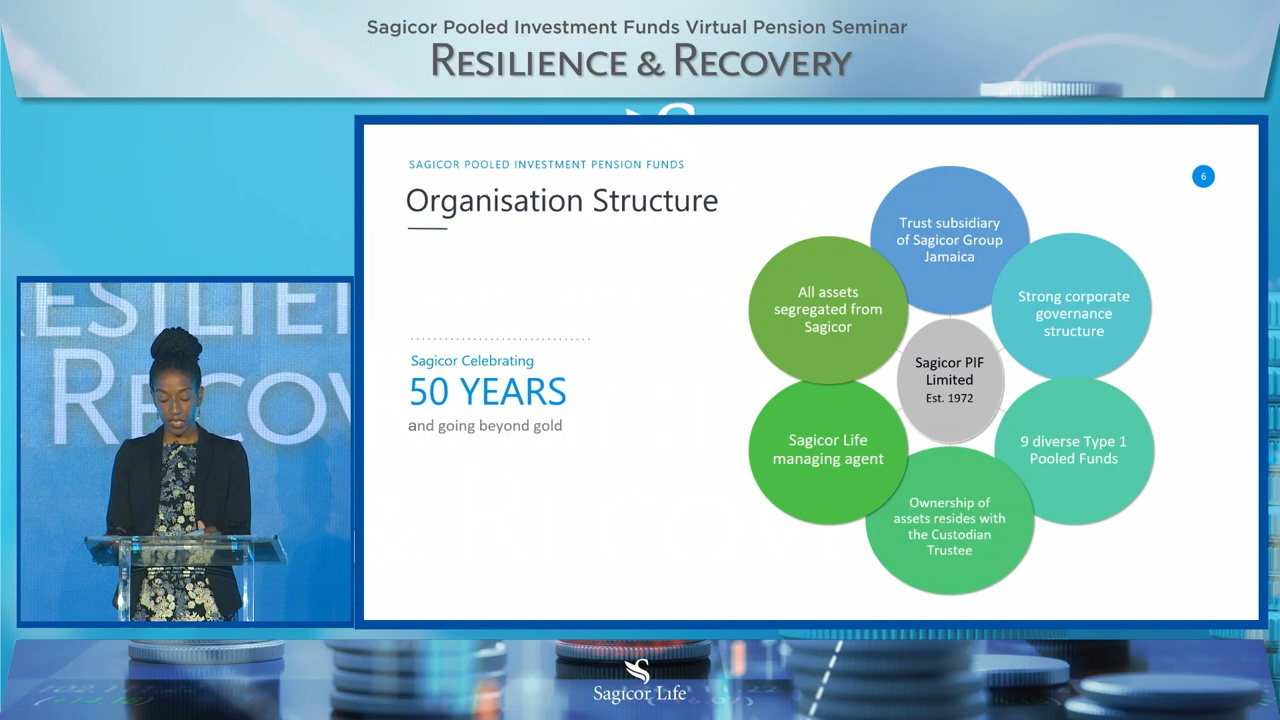 Sagicor Pooled Investment Funds Virtual Pension Seminar
RESILIENCE & RECOVERY
SAGICOR POOLED INVESTMENT PENSION FUNDS
Organisation Structure
6
Sagicor Celebrating
50 YEARS
and going beyond gold
Trust subsidiary
of Sagicor Group
Jamaica
All assets
segregated from
Sagicor
Strong corporate
governance
structure
Sagicor PIF
Limited
Est. 1972
Sagicor Life
managing agent
9 diverse Type 1
Pooled Funds
Ownership of
assets resides with
the Custodian
Trustee
ESILIE
RECOV
Sagicor Life